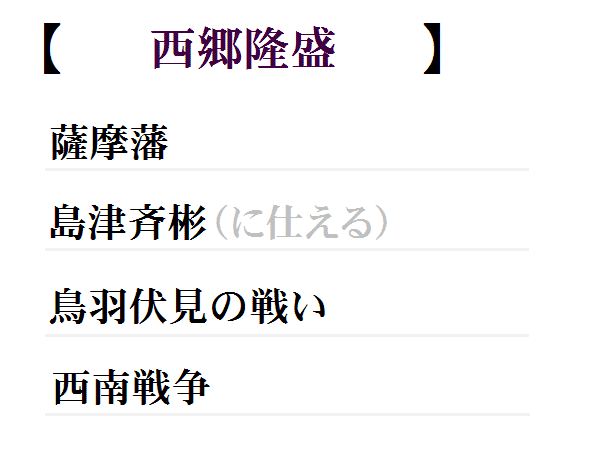 【 西郷隆盛 】
薩摩藩
島津斉彬（に仕える）
鳥羽伏見の戦い
西南戦争